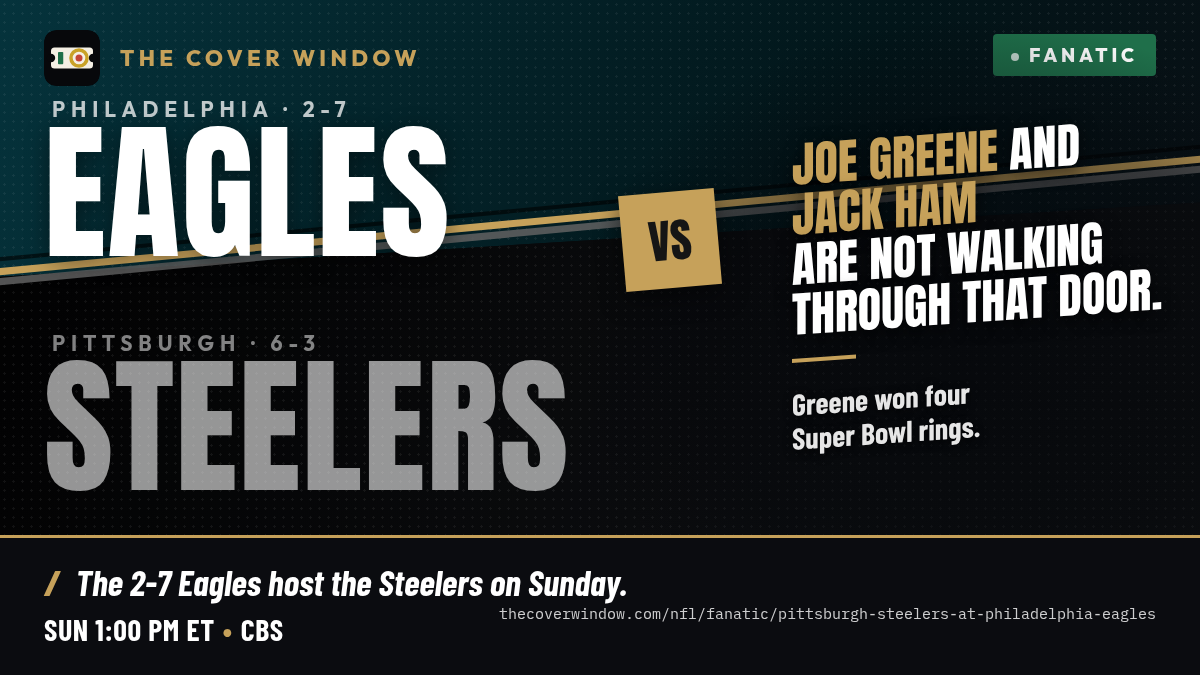 THE COVER WINDOW
FANATIC
PHILADELPHIA · 2-7
EAGLES
VS
PITTSBURGH · 6-3
STEELERS
JOE GREENE AND
JACK HAM
ARE NOT WALKING
THROUGH THAT DOOR.
Greene won four
Super Bowl rings.
/ The 2-7 Eagles host the Steelers on Sunday.
SUN 1:00 PM ET • CBS
thecoverwindow.com/nfl/fanatic/pittsburgh-steelers-at-philadelphia-eagles